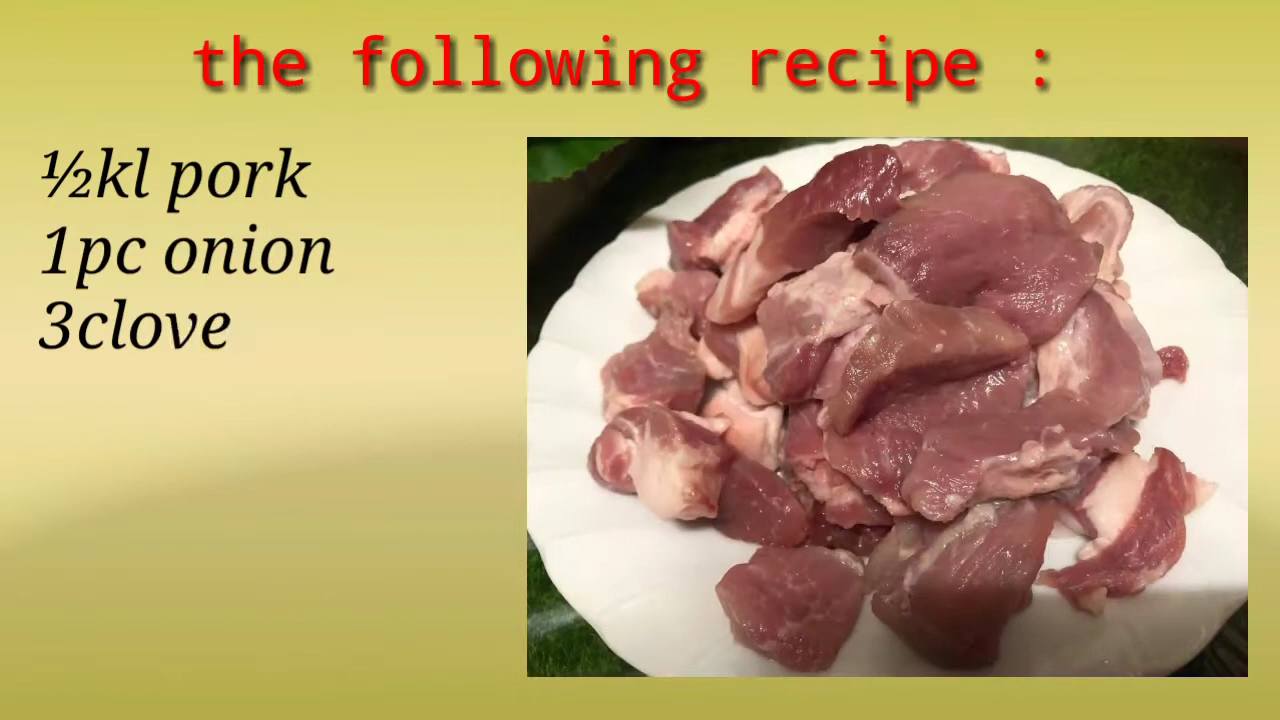 the following recipe :
½kl pork
1pc onion
3clove